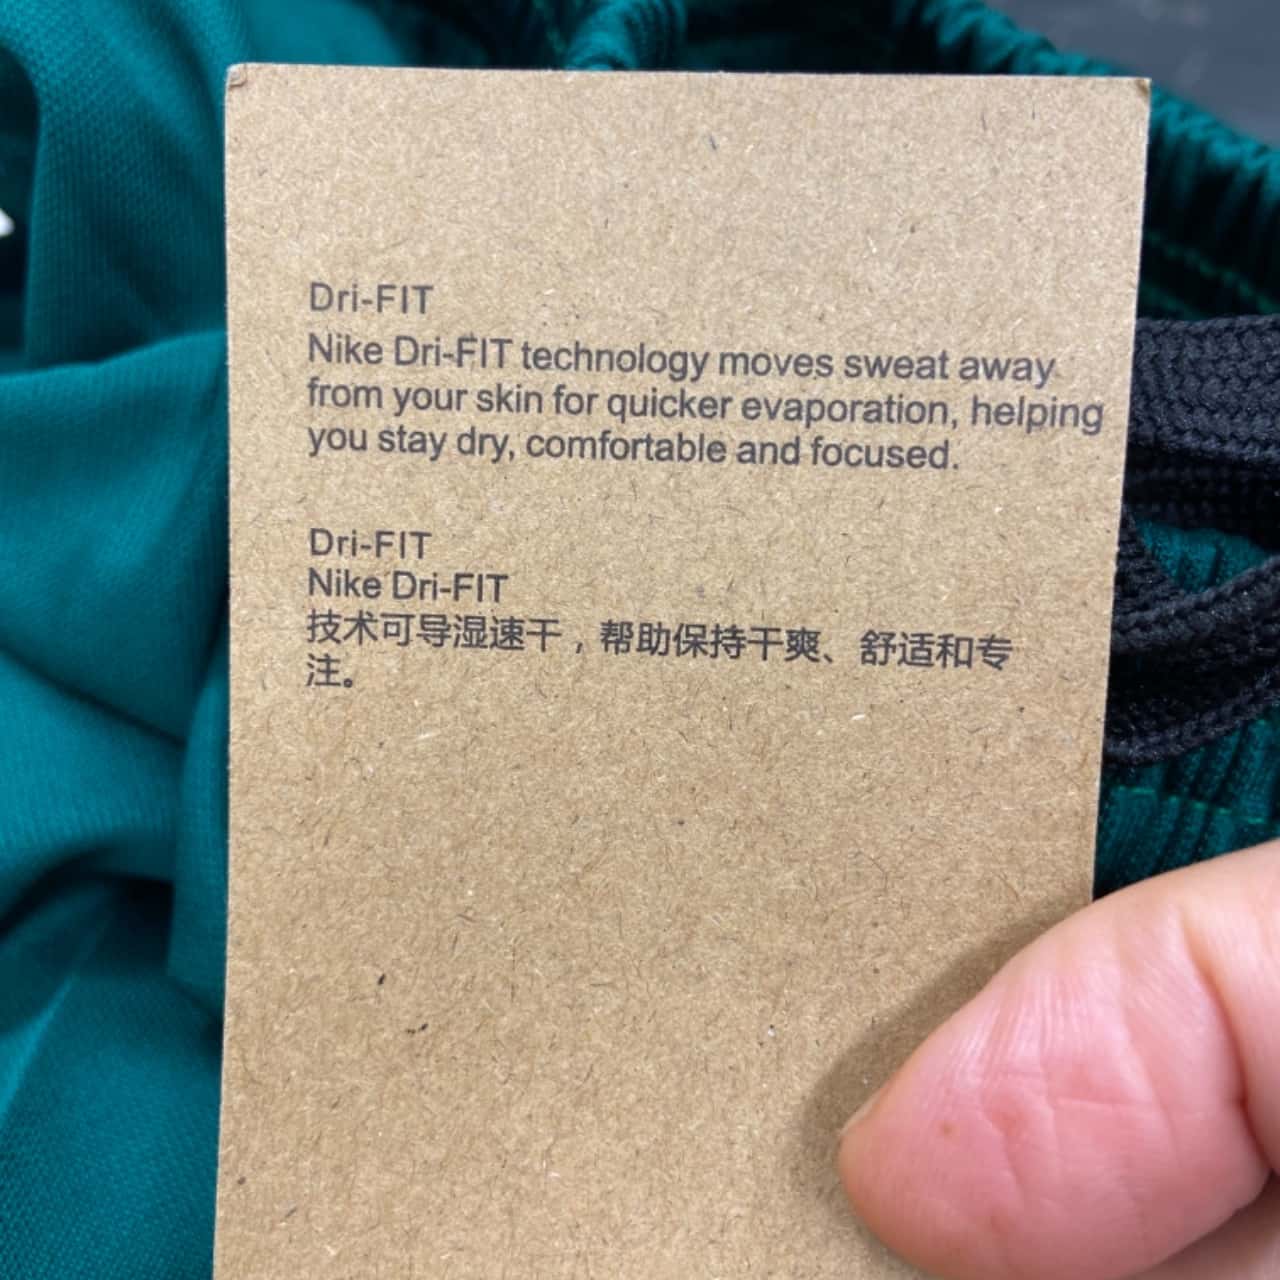 Dri-FIT
Nike Dri-FIT technology moves sweat away
from your skin for quicker evaporation, helping
you stay dry, comfortable and focused.
Dri-FIT
Nike Dri-FIT
技术可导湿速干，帮助保持干爽、舒适和专
注。